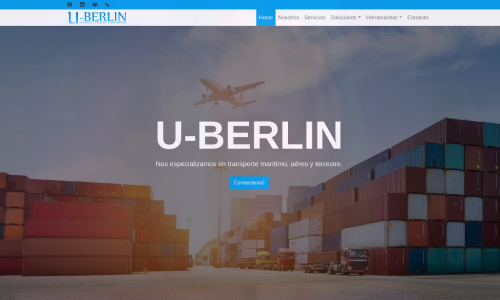 U-BERLIN
Home Nosotros Servicios Soluciones Herramientas Contacto
U-BERLIN
Nos especializamos en transporte marítimo, aéreo y terrestre.
Contactanos!